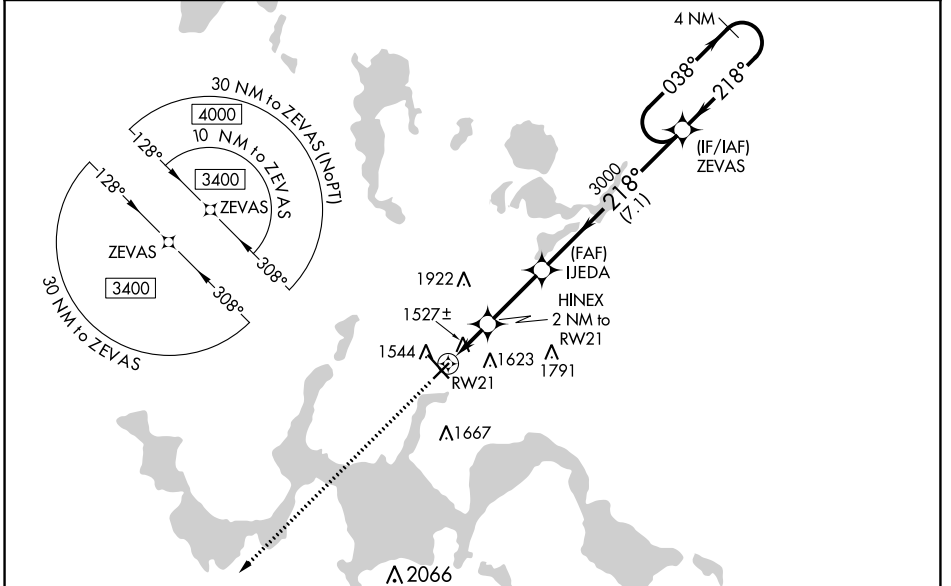 4 NM
038°
218°
(IF/IAF)
ZEVAS
3000
218°
(7.1)
30 NM to ZEVAS (NoPT)
4000
10 NM to ZEVAS
128°
3400
ZEVAS
308°
128°
ZEVAS
3400
308°
30 NM to ZEVAS
(FAF)
IJEDA
1922
HINEX
2 NM to
RW21
1527±
1544
1623
1791
RW21
1667
2066